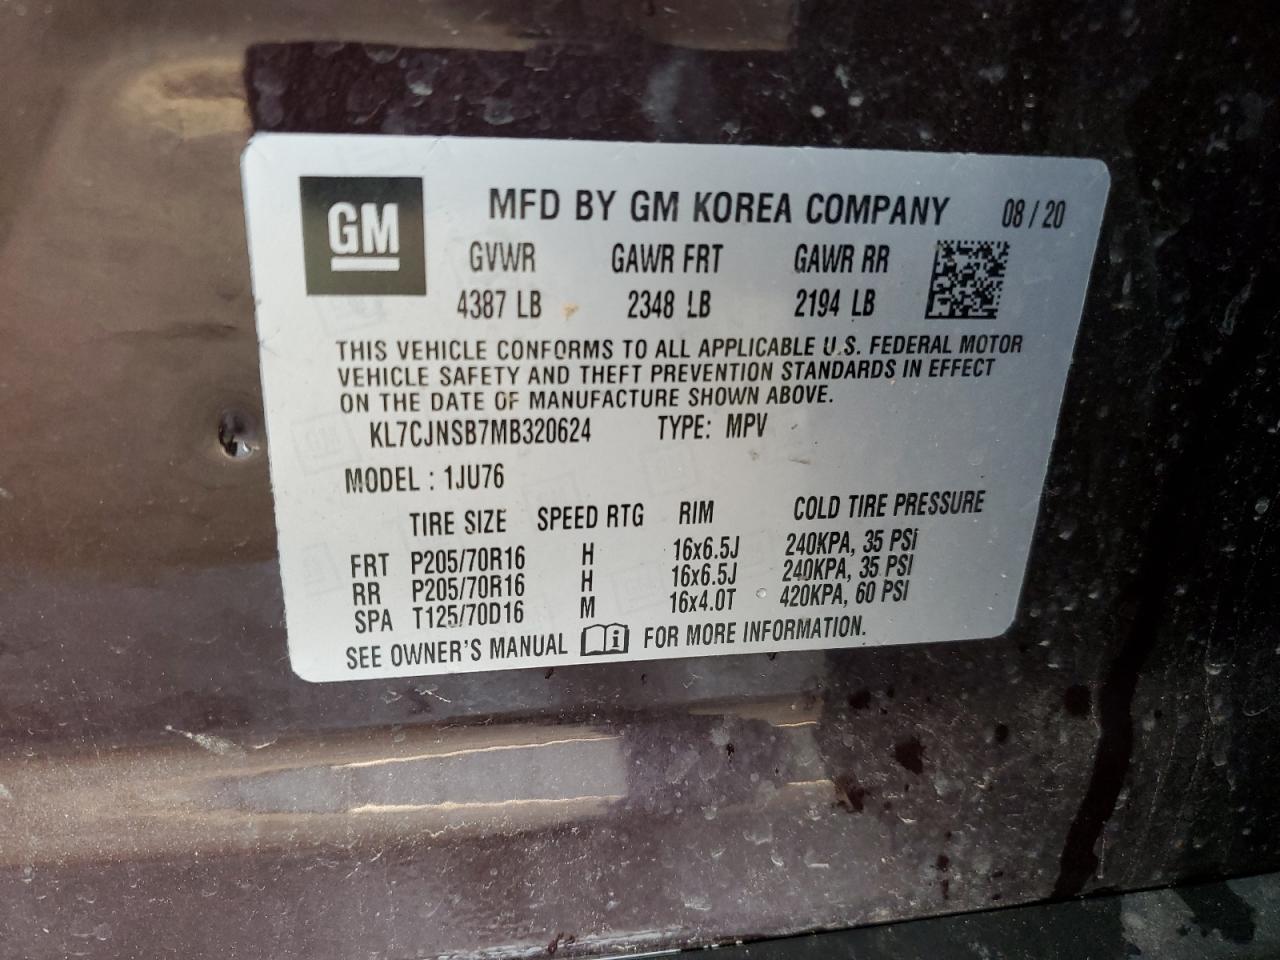 GM
MFD BY GM KOREA COMPANY 08 / 20
GVWR GAWR FRT GAWR RR
4387 LB 2348 LB 2194 LB
THIS VEHICLE CONFORMS TO ALL APPLICABLE U.S. FEDERAL MOTOR
VEHICLE SAFETY AND THEFT PREVENTION STANDARDS IN EFFECT
ON THE DATE OF MANUFACTURE SHOWN ABOVE.
KL7CJNSB7MB320624 TYPE: MPV
MODEL : 1JU76
TIRE SIZE SPEED RTG RIM COLD TIRE PRESSURE
FRT P205/70R16 H 16x6.5J 240KPA, 35 PSI
RR P205/70R16 H 16x6.5J 240KPA, 35 PSI
SPA T125/70D16 M 16x4.0T 420KPA, 60 PSI
SEE OWNER'S MANUAL FOR MORE INFORMATION.